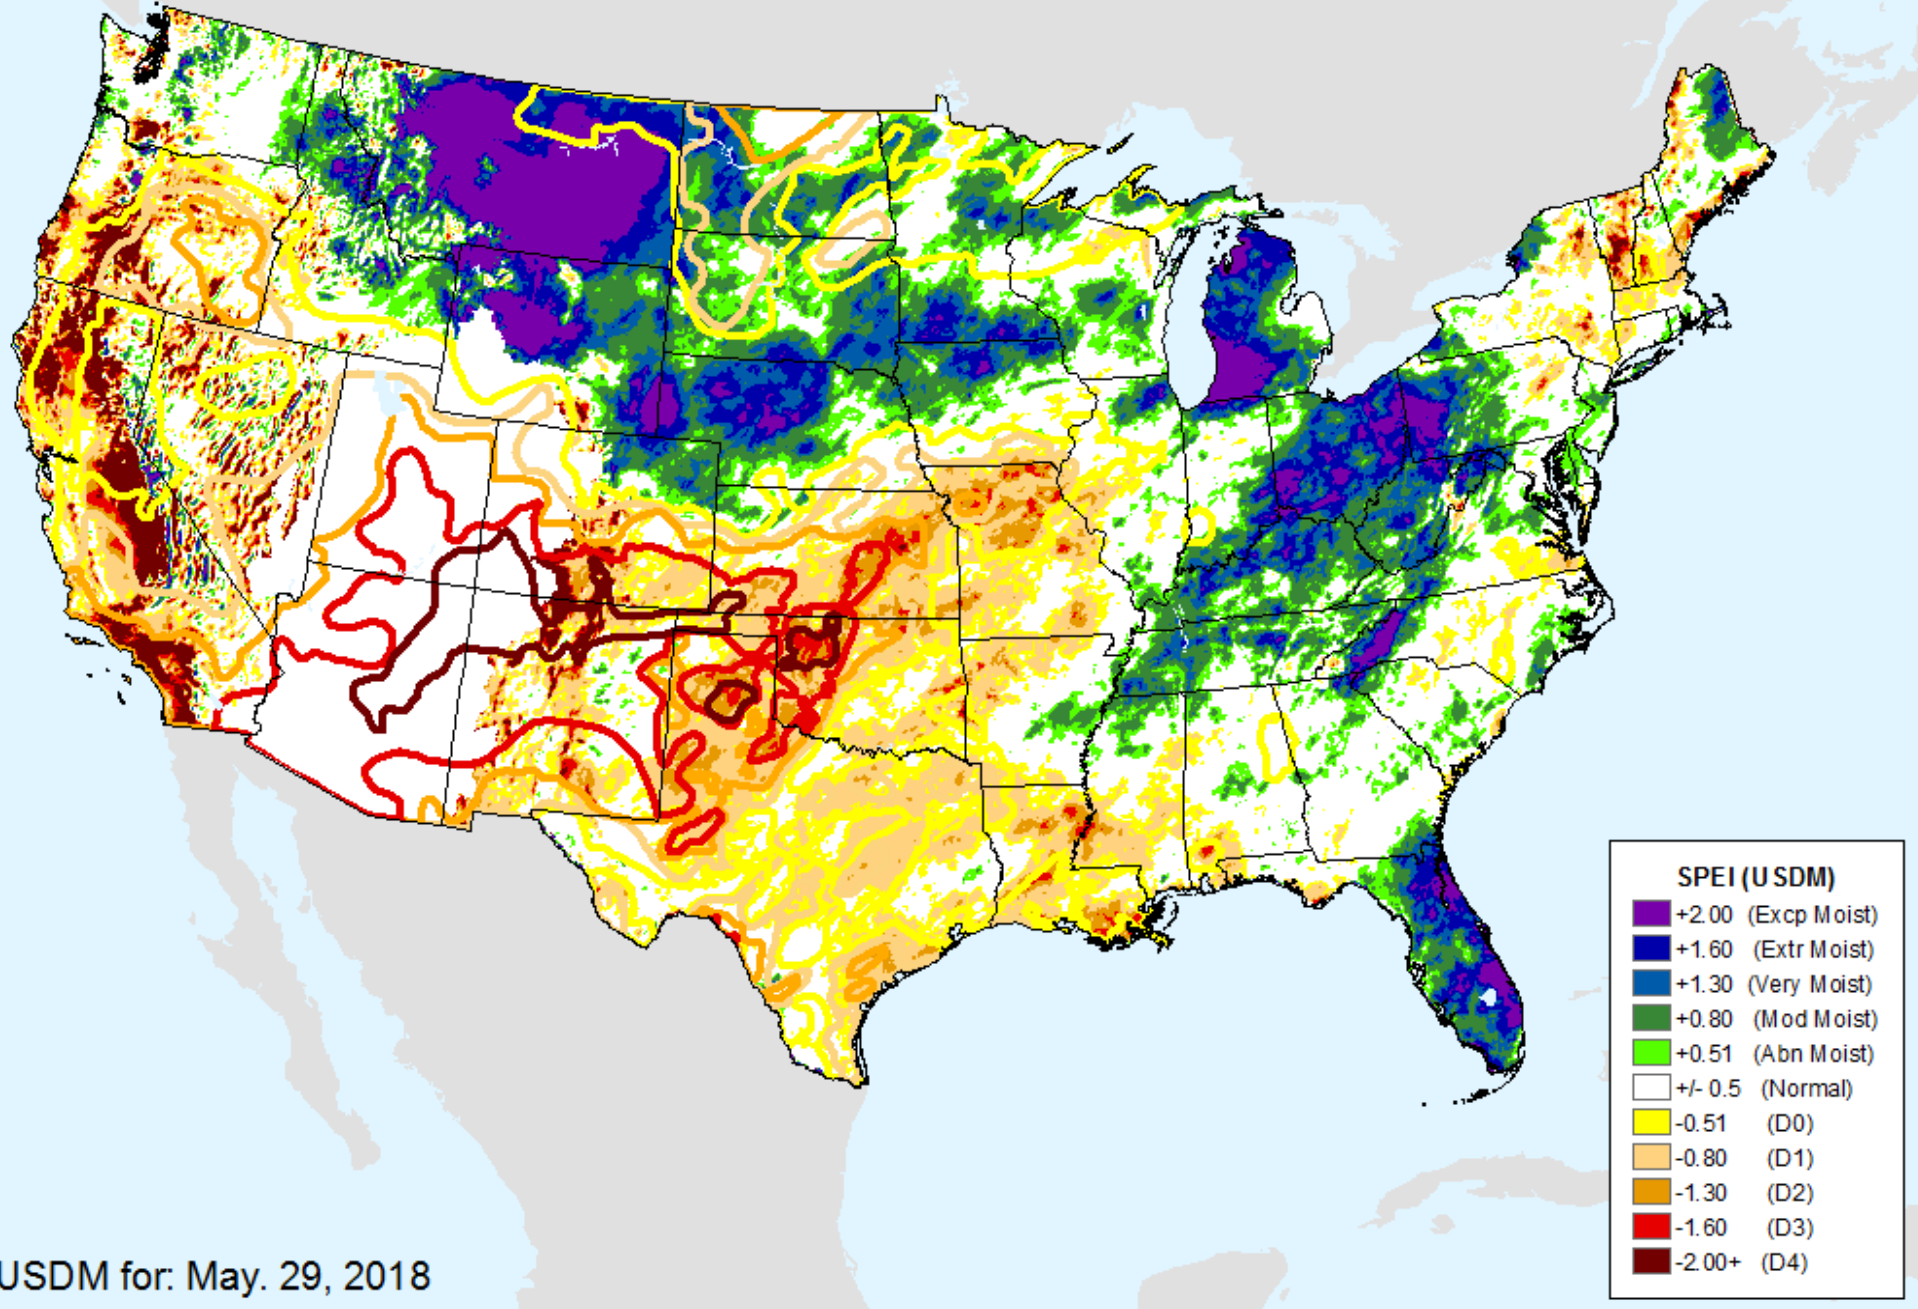 SPEI (USDM)
+2.00 (Excp Moist)
+1.60 (Extr Moist)
+1.30 (Very Moist)
+0.80 (Mod Moist)
+0.51 (Abn Moist)
+/- 0.5 (Normal)
-0.51 (D0)
-0.80 (D1)
-1.30 (D2)
-1.60 (D3)
-2.00+ (D4)
USDM for: May. 29, 2018